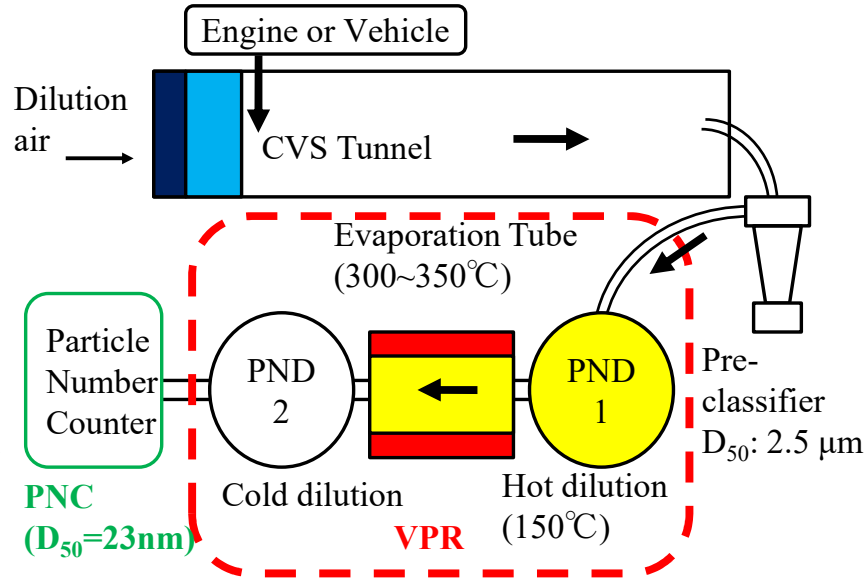 Engine or Vehicle
Dilution
air
CVS Tunnel
Evaporation Tube
(300~350℃)
Particle
Number
Counter
PND
2
PND
1
Pre-
classifier
D₅₀: 2.5 μm
Cold dilution
Hot dilution
(150℃)
PNC
(D₅₀=23nm)
VPR